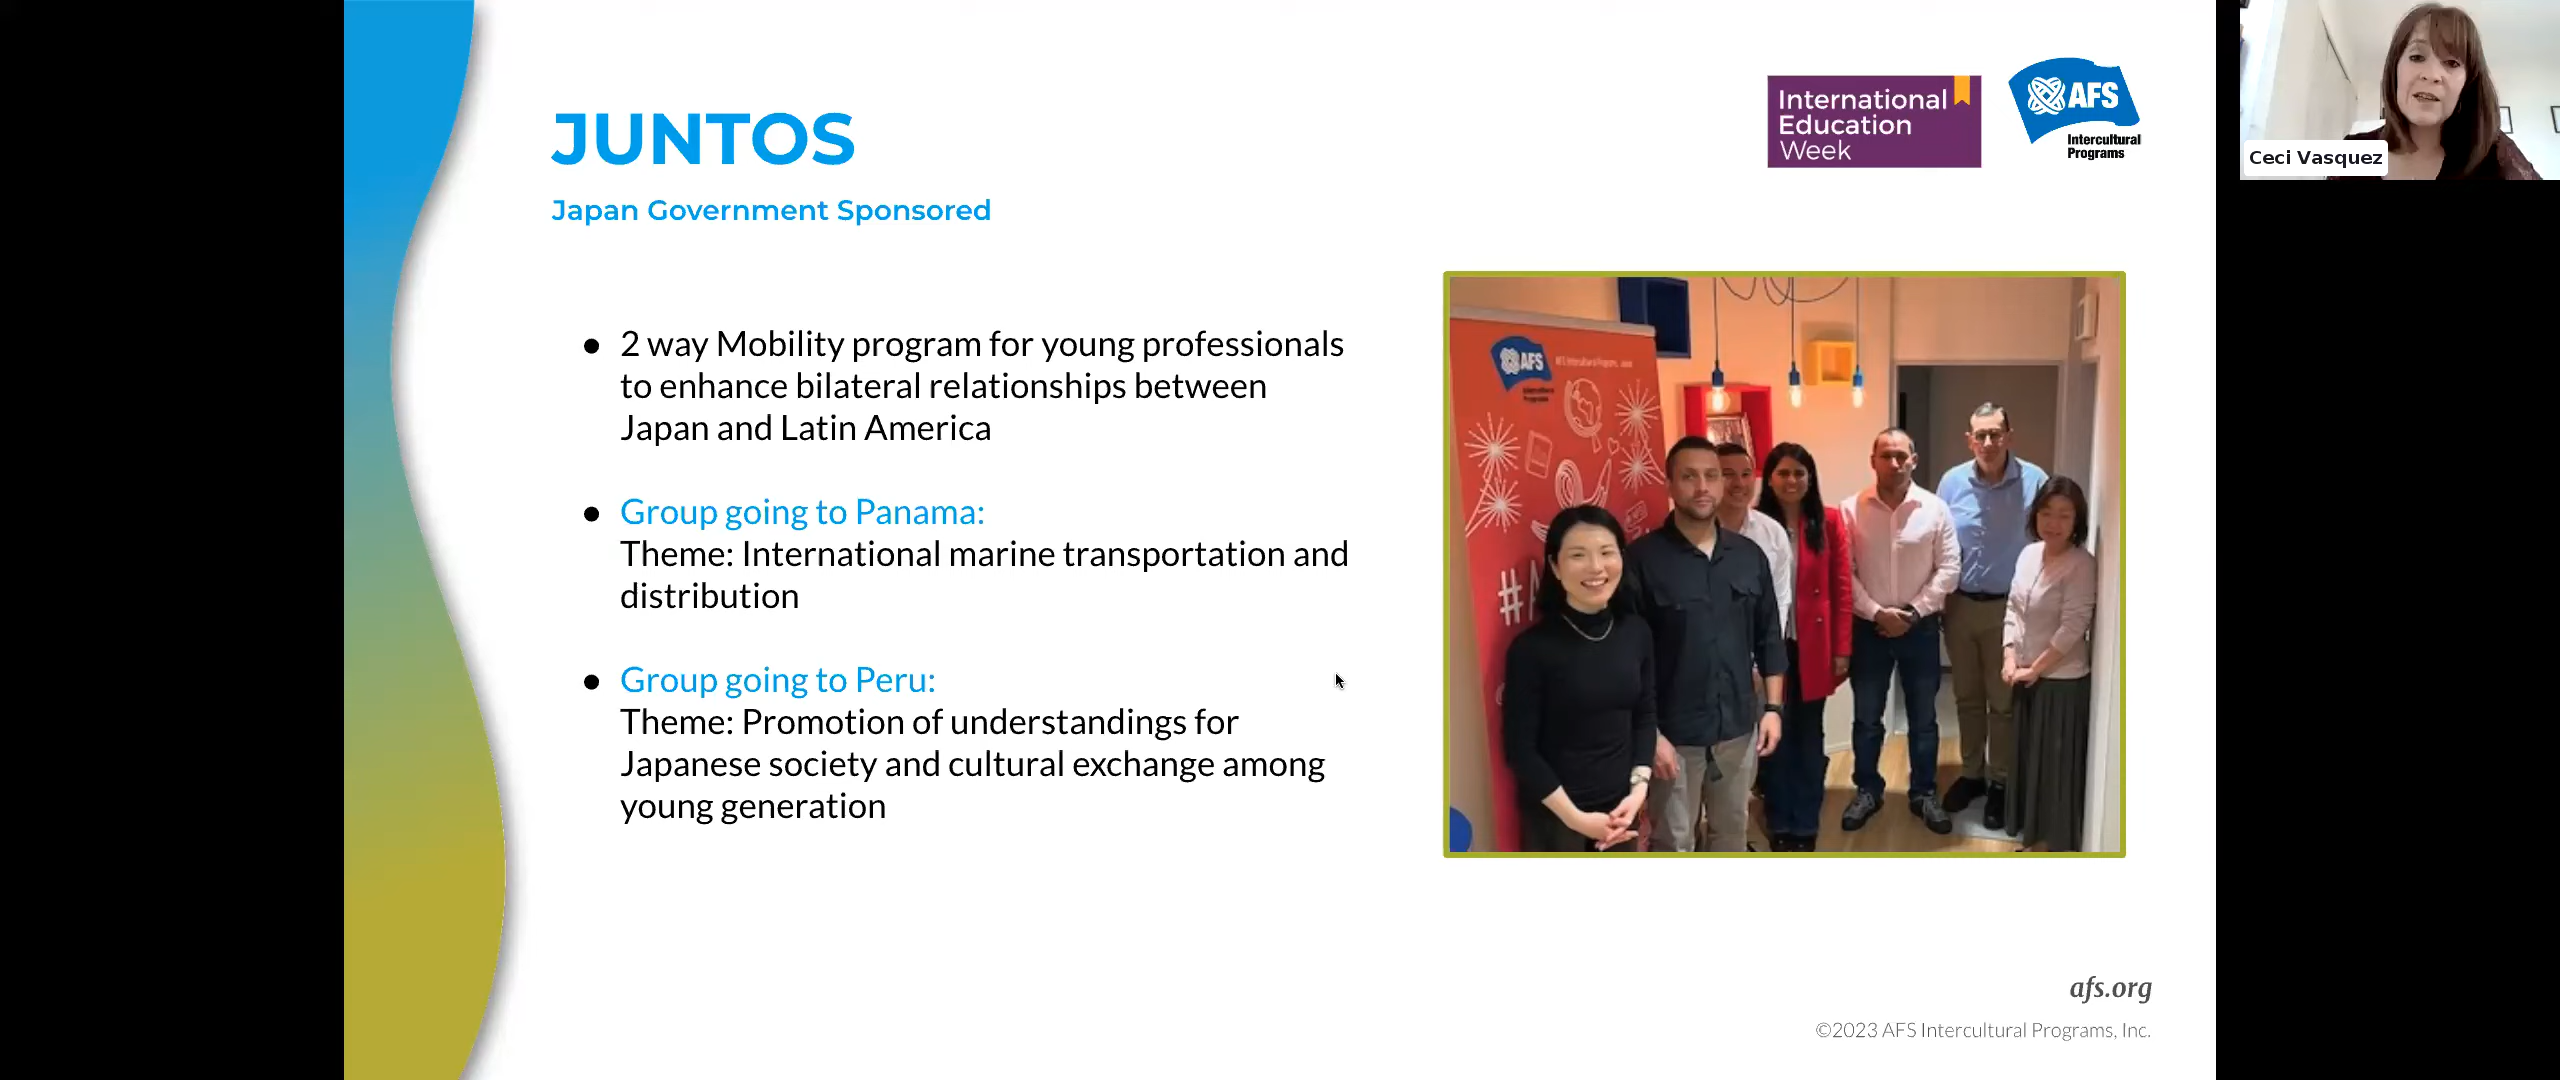 JUNTOS
Japan Government Sponsored
International
Education
Week
AFS
Intercultural
Programs
Ceci Vasquez
● 2 way Mobility program for young professionals
to enhance bilateral relationships between
Japan and Latin America
● Group going to Panama:
Theme: International marine transportation and
distribution
● Group going to Peru:
Theme: Promotion of understandings for
Japanese society and cultural exchange among
young generation
AFS
#A
afs.org
©2023 AFS Intercultural Programs, Inc.